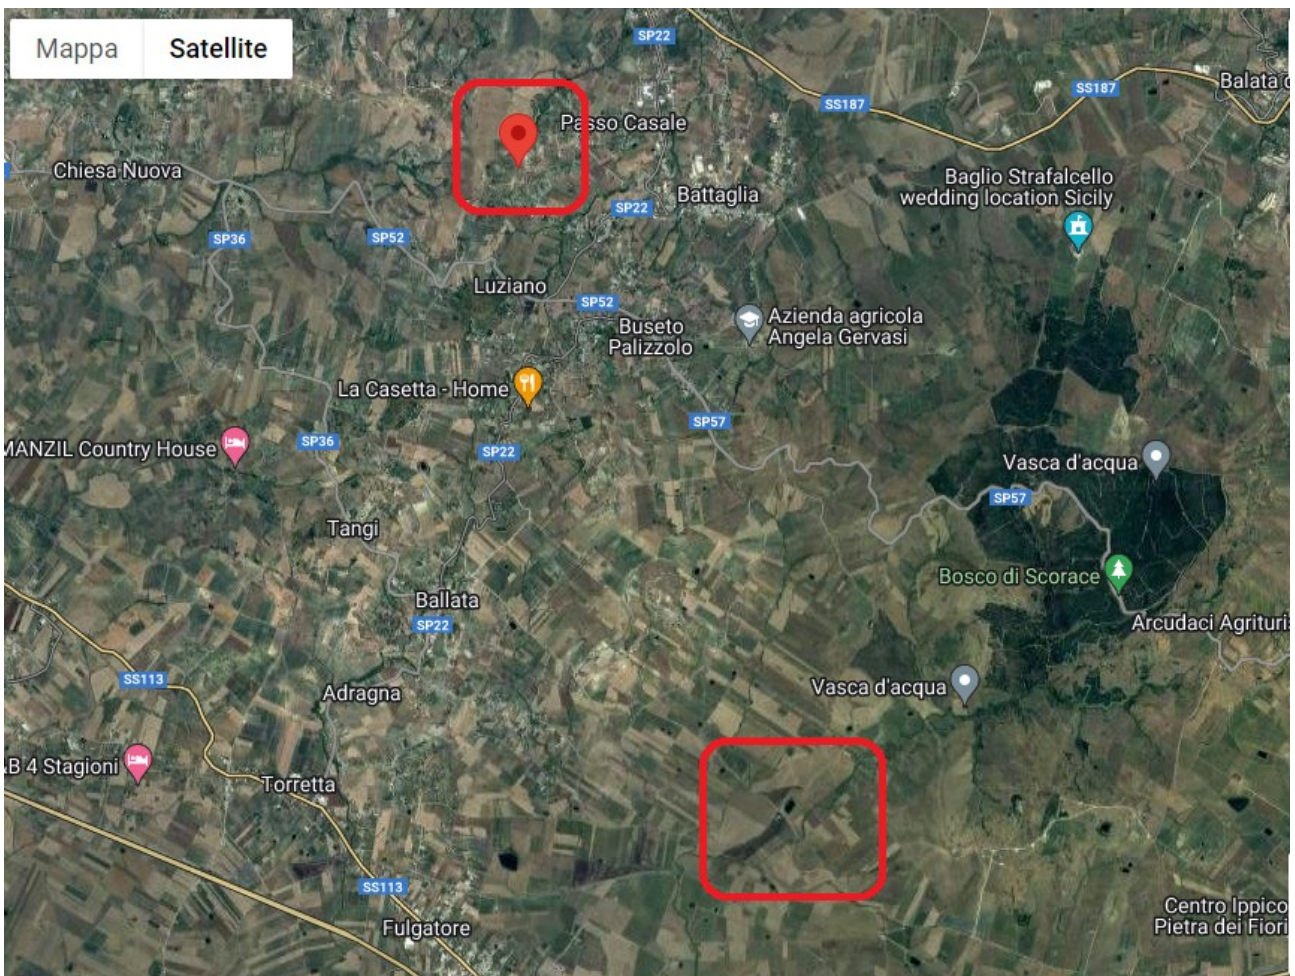 Mappa
Satellite
SP22
SS187
SS187
Passo Casale
Chiesa Nuova
Baglio Strafalcello
wedding location Sicily
Battaglia
SP22
SP36
SP52
Luziano
SP52
Buseto
Palizzolo
Azienda agricola
Angela Gervasi
La Casetta - Home
SP57
SP36
MANZIL Country House
SP22
Vasca d'acqua
SP57
Tangi
Bosco di Scorace
Ballata
SP22
Arcudaci Agrituri
SS113
Adragna
Vasca d'acqua
B 4 Stagioni
Torretta
SS113
Fulgatore
Centro Ippico
Pietra dei Fiori